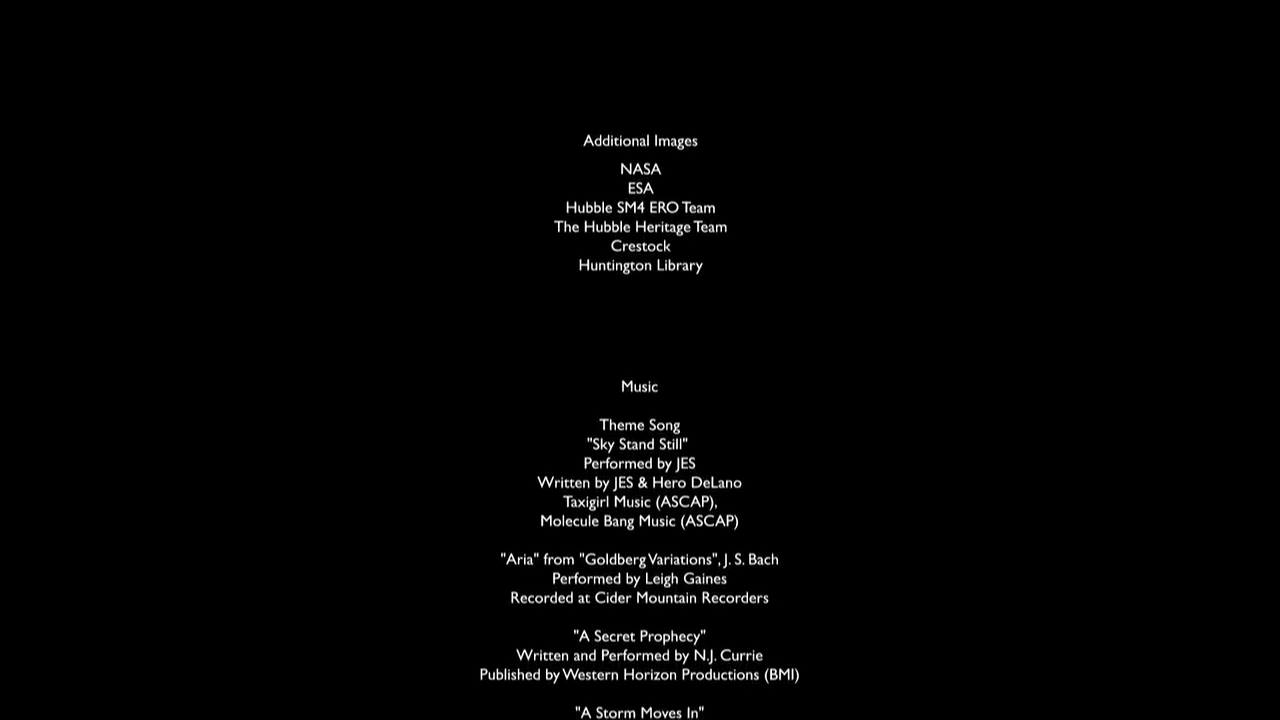 Additional Images
NASA
ESA
Hubble SM4 ERO Team
The Hubble Heritage Team
Crestock
Huntington Library
Music
Theme Song
"Sky Stand Still"
Performed by JES
Written by JES & Hero DeLano
Taxigirl Music (ASCAP),
Molecule Bang Music (ASCAP)
"Aria" from "Goldberg Variations", J. S. Bach
Performed by Leigh Gaines
Recorded at Cider Mountain Recorders
"A Secret Prophecy"
Written and Performed by N.J. Currie
Published by Western Horizon Productions (BMI)
"A Storm Moves In"